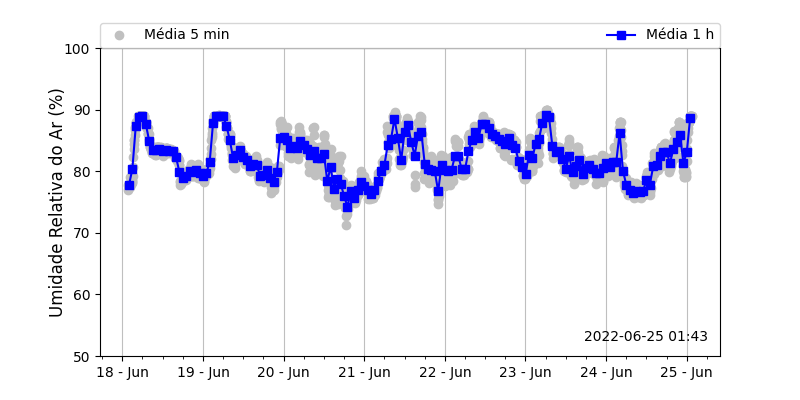 Média 5 min Média 1 h
Umidade Relativa do Ar (%)
100
90
80
70
60
50
2022-06-25 01:43
18 - Jun 19 - Jun 20 - Jun 21 - Jun 22 - Jun 23 - Jun 24 - Jun 25 - Jun